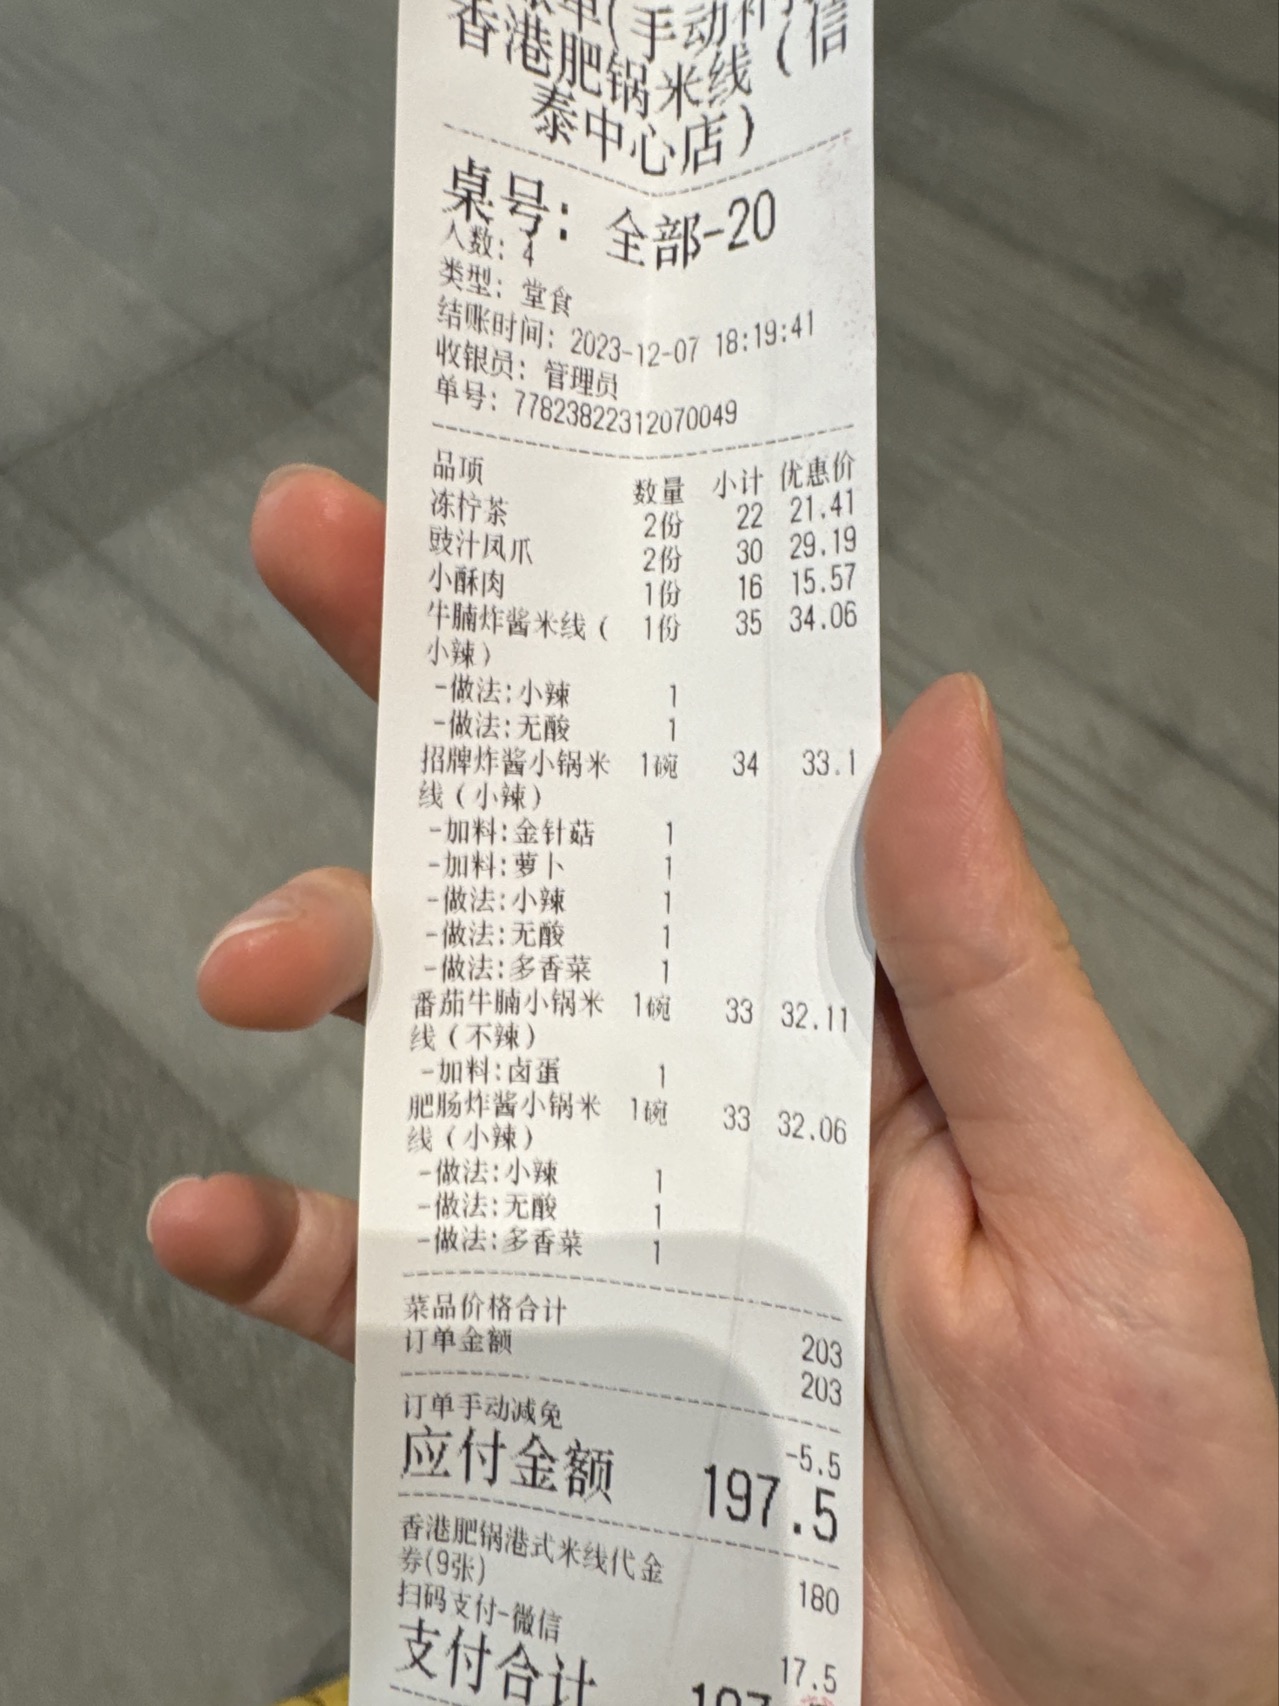 账单(手动补打)
香港肥锅米线(信
泰中心店)
桌号: 全部-20
人数: 4
类型: 堂食
结账时间: 2023-12-07 18:19:41
收银员: 管理员
单号: 77823822312070049
品项 数量 小计 优惠价
冻柠茶 2份 22 21.41
豉汁凤爪 2份 30 29.19
小酥肉 1份 16 15.57
牛腩炸酱米线( 1份 35 34.06
小辣)
-做法:小辣 1
-做法:无酸 1
招牌炸酱小锅米 1碗 34 33.1
线(小辣)
-加料:金针菇 1
-加料:萝卜 1
-做法:小辣 1
-做法:无酸 1
-做法:多香菜 1
番茄牛腩小锅米 1碗 33 32.11
线(不辣)
-加料:卤蛋 1
肥肠炸酱小锅米 1碗 33 32.06
线(小辣)
-做法:小辣 1
-做法:无酸 1
-做法:多香菜 1
菜品价格合计 203
订单金额 203
订单手动减免 -5.5
应付金额 197.5
香港肥锅港式米线代金 180
券(9张)
扫码支付-微信 17.5
支付合计